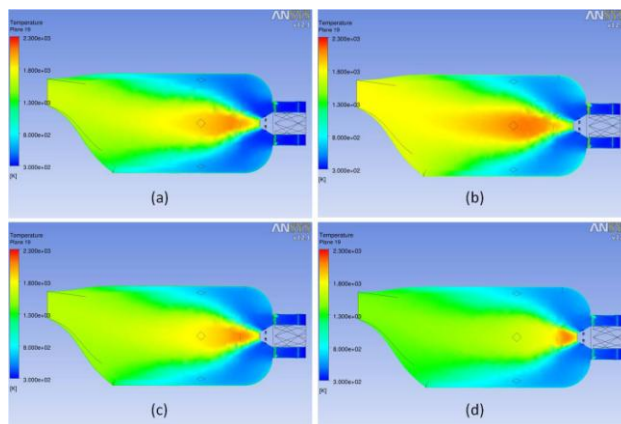 Temperature
Plane 19
2.300e+03
1.800e+03
1.300e+03
8.000e+02
3.000e+02
[K]
(a)
Temperature
Plane 19
2.300e+03
1.800e+03
1.300e+03
8.000e+02
3.000e+02
[K]
(b)
Temperature
Plane 19
2.300e+03
1.800e+03
1.300e+03
8.000e+02
3.000e+02
[K]
(c)
Temperature
Plane 19
2.300e+03
1.800e+03
1.300e+03
8.000e+02
3.000e+02
[K]
(d)